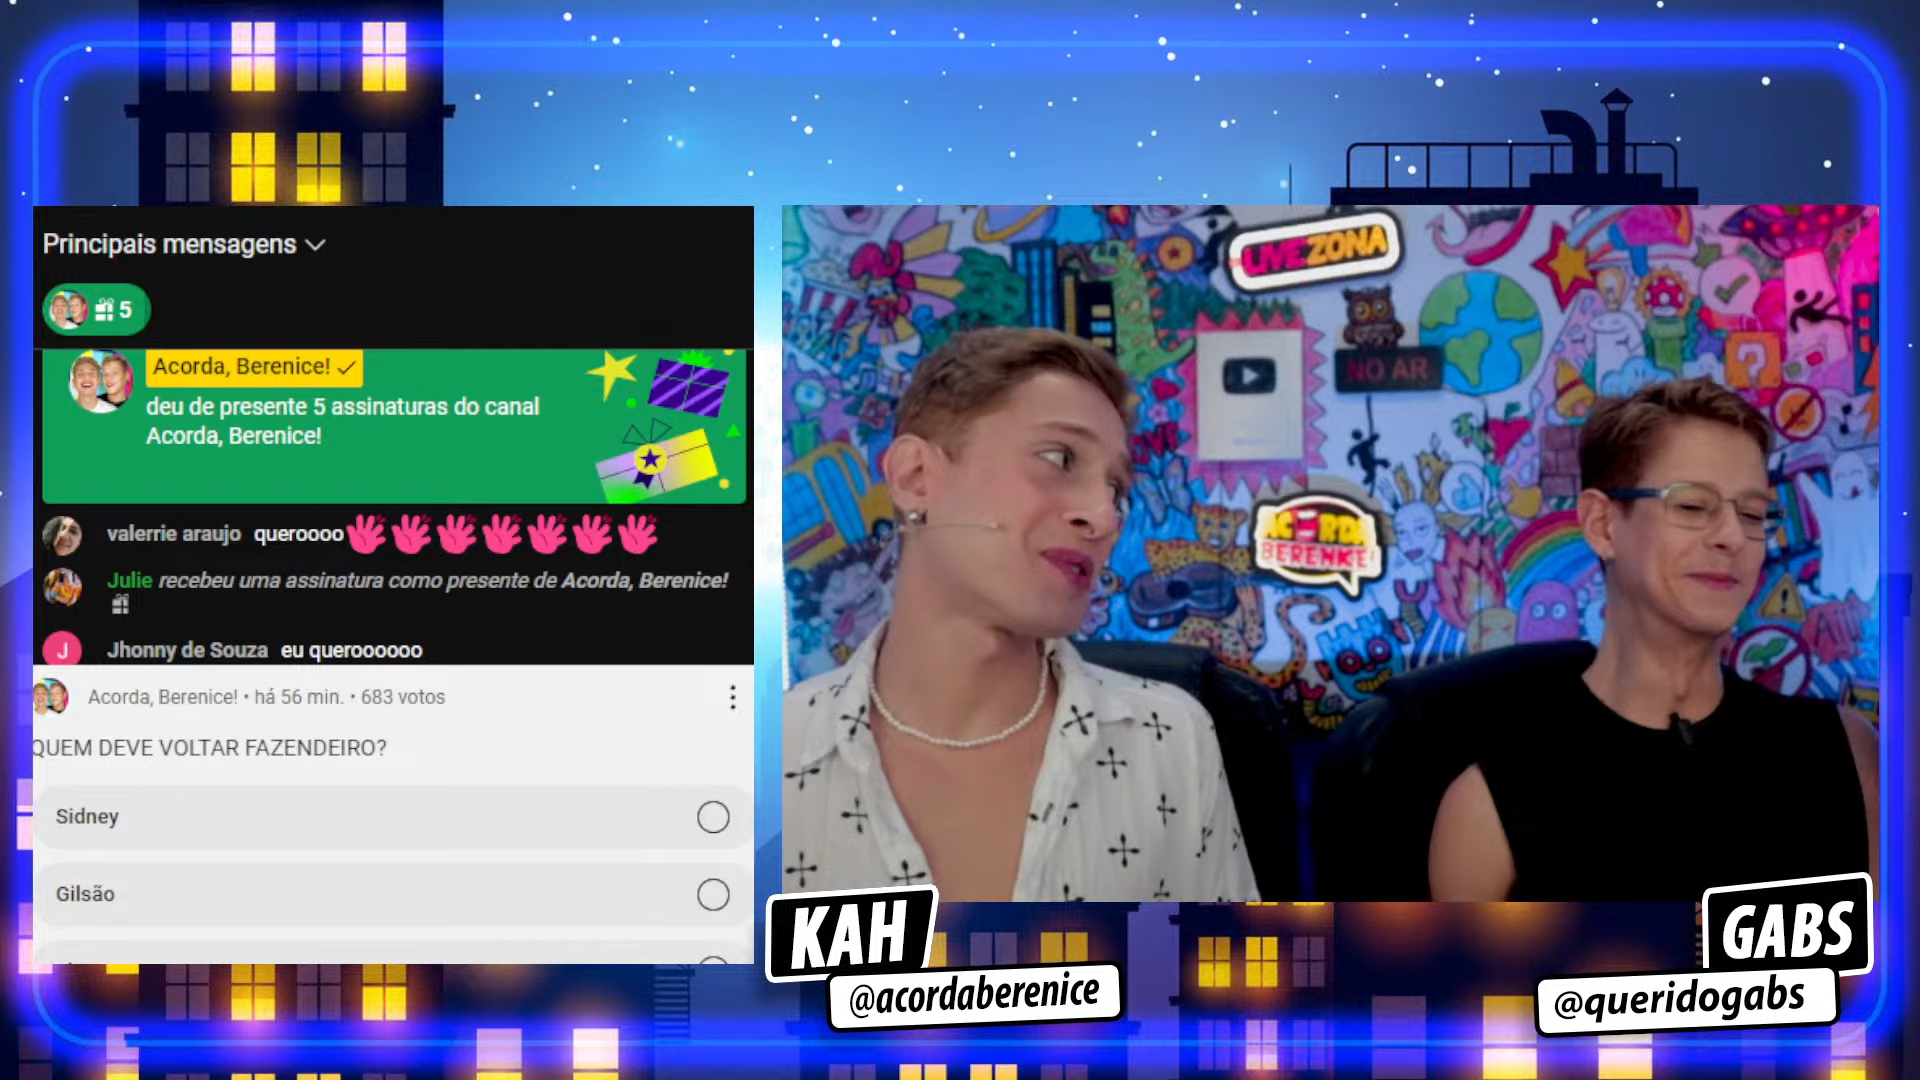 Principais mensagens
5
Acorda, Berenice!
deu de presente 5 assinaturas do canal
Acorda, Berenice!
valerrie araujo queroooo
Julie recebeu uma assinatura como presente de Acorda, Berenice!
J Jhonny de Souza eu queroooooo
Acorda, Berenice! • há 56 min. • 683 votos
QUEM DEVE VOLTAR FAZENDEIRO?
Sidney
Gilsão
LIVEZONA
NO AR
ACORDA
BERENICE!
KAH
@acordaberenice
GABS
@queridogabs